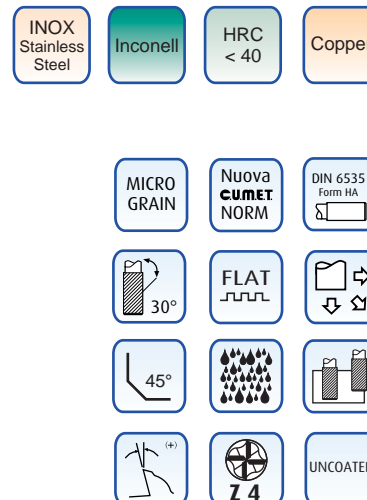 INOX
Stainless
Steel
Inconell
HRC
< 40
Coppe
MICRO
GRAIN
Nuova
C.U.M.E.T.
NORM
DIN 6535
Form HA
30°
FLAT
45°
(+)
Z 4
UNCOATE